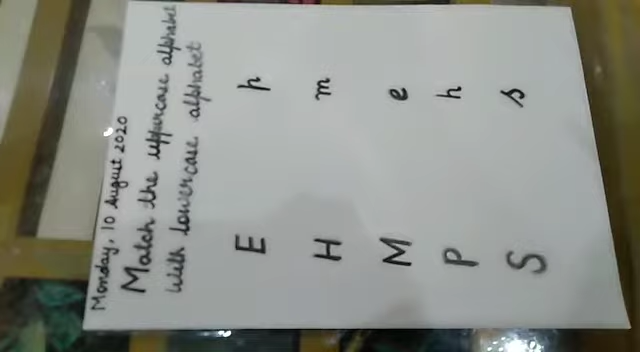 Monday, 10 August 2020
Match the uppercase alphabet
with lowercase alphabet
E p
H m
M e
P h
S s